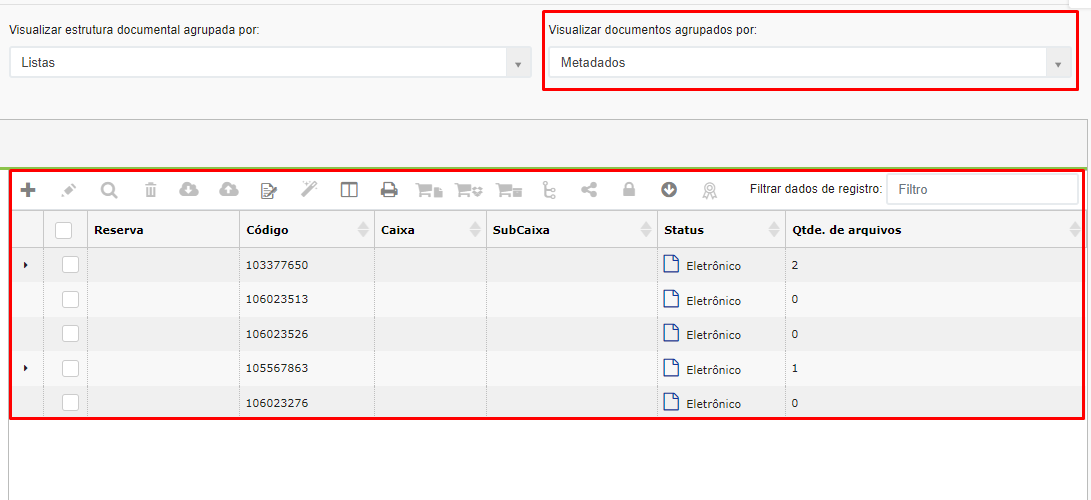 Visualizar estrutura documental agrupada por: Visualizar documentos agrupados por:
Listas Metadados
Filtrar dados de registro: Filtro
Reserva Código Caixa SubCaixa Status Qtde. de arquivos
103377650 Eletrônico 2
106023513 Eletrônico 0
106023526 Eletrônico 0
105567863 Eletrônico 1
106023276 Eletrônico 0